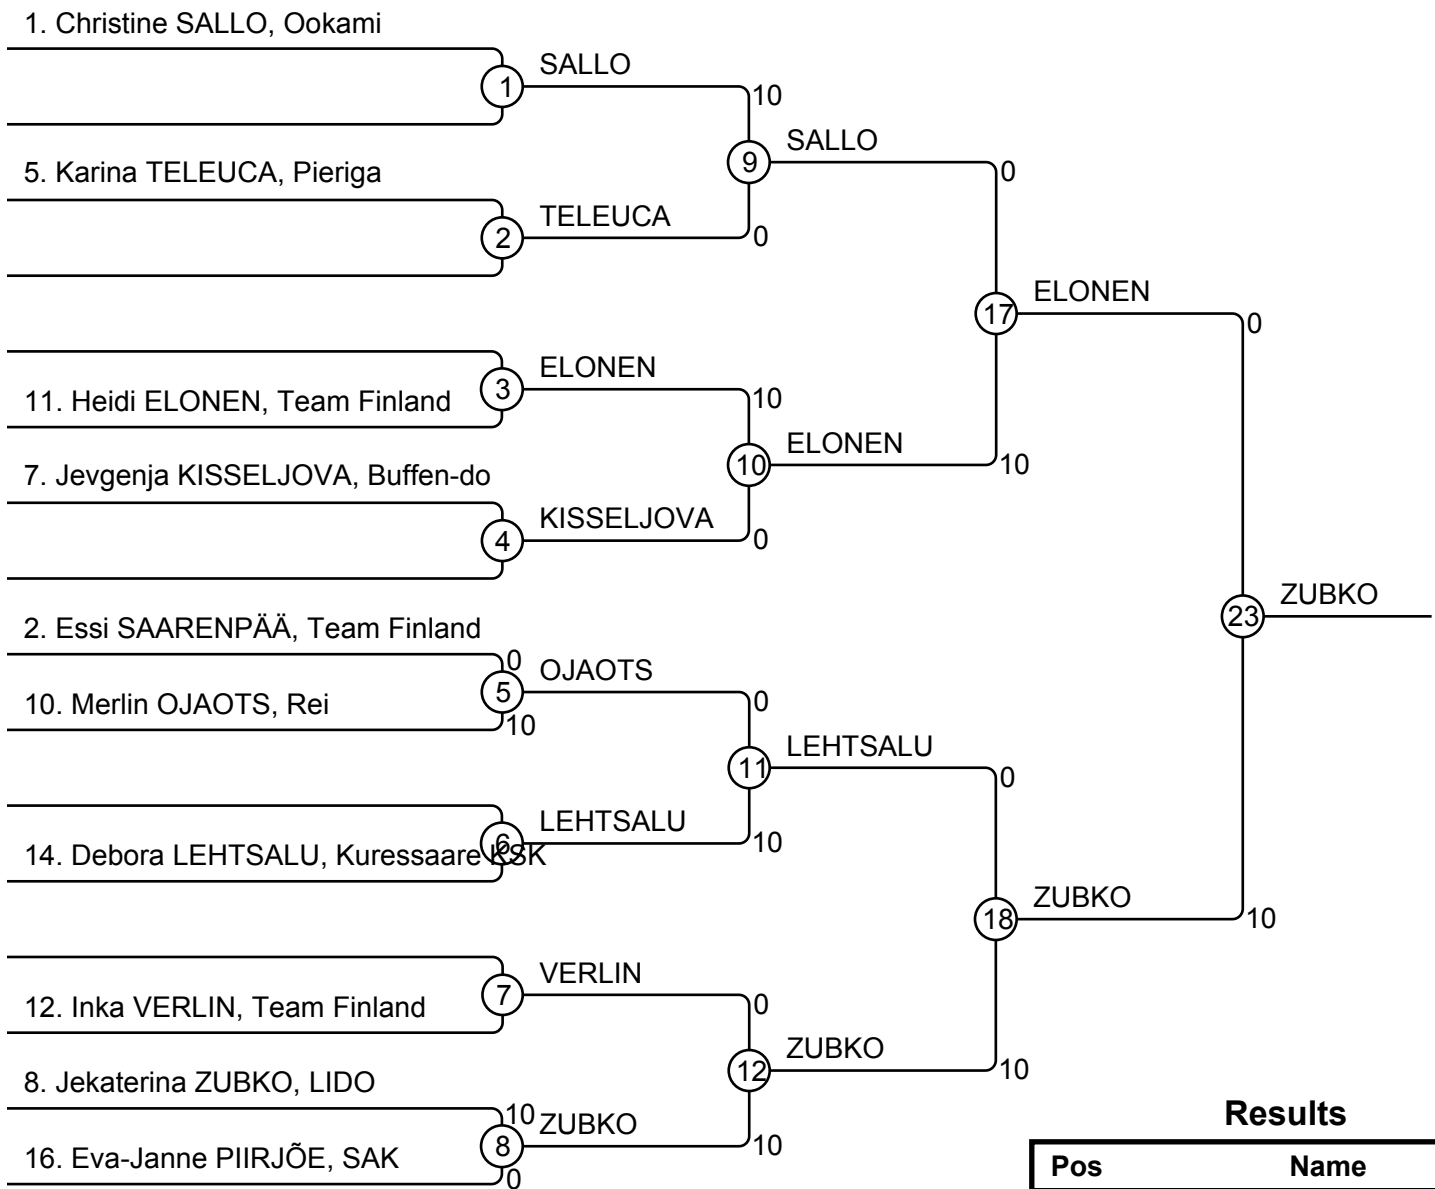 1. Christine SALLO, Ookami
SALLO
1
10
SALLO
9
0
5. Karina TELEUCA, Pieriga
TELEUCA
2
0
ELONEN
17
0
ELONEN
3
11. Heidi ELONEN, Team Finland
10
ELONEN
10
10
7. Jevgenja KISSELJOVA, Buffen-do
KISSELJOVA
4
0
ZUBKO
23
2. Essi SAARENPÄÄ, Team Finland
0
OJAOTS
5
10. Merlin OJAOTS, Rei
10
0
LEHTSALU
11
0
LEHTSALU
6
14. Debora LEHTSALU, Kuressaare KSK
10
ZUBKO
18
10
VERLIN
7
12. Inka VERLIN, Team Finland
0
ZUBKO
12
10
8. Jekaterina ZUBKO, LIDO
10
ZUBKO
8
16. Eva-Janne PIIRJÕE, SAK
0
10
Results
Pos Name